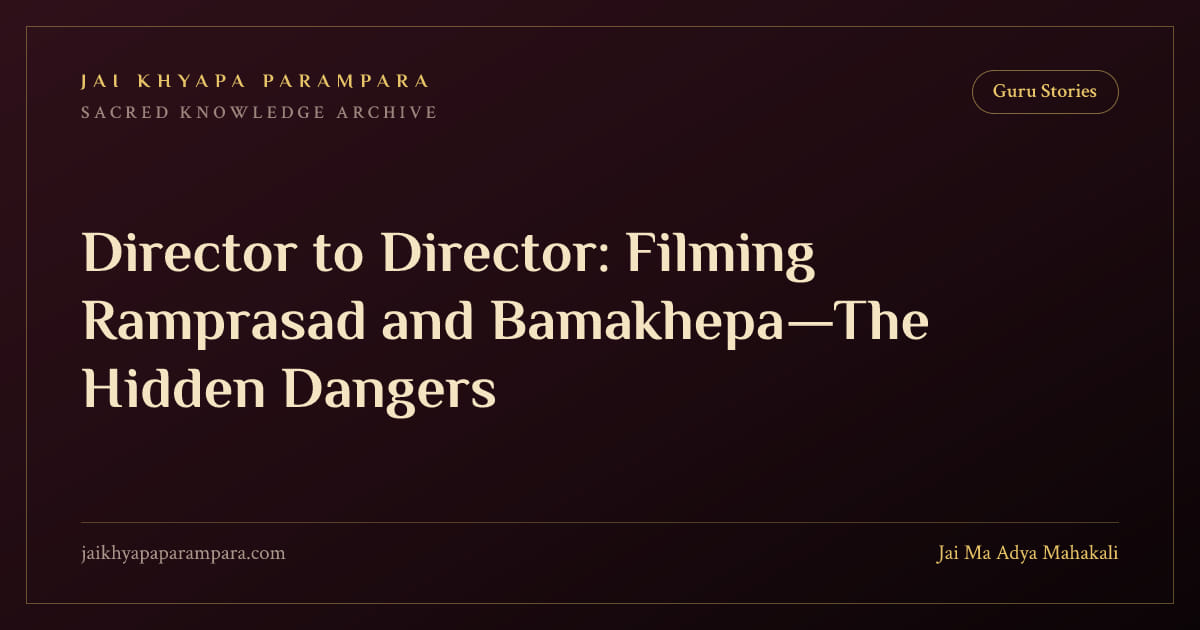 JAI KHYAPA PARAMPARA
SACRED KNOWLEDGE ARCHIVE
Guru Stories
Director to Director: Filming
Ramprasad and Bamakhepa—The
Hidden Dangers
jaikhyapaparampara.com
Jai Ma Adya Mahakali